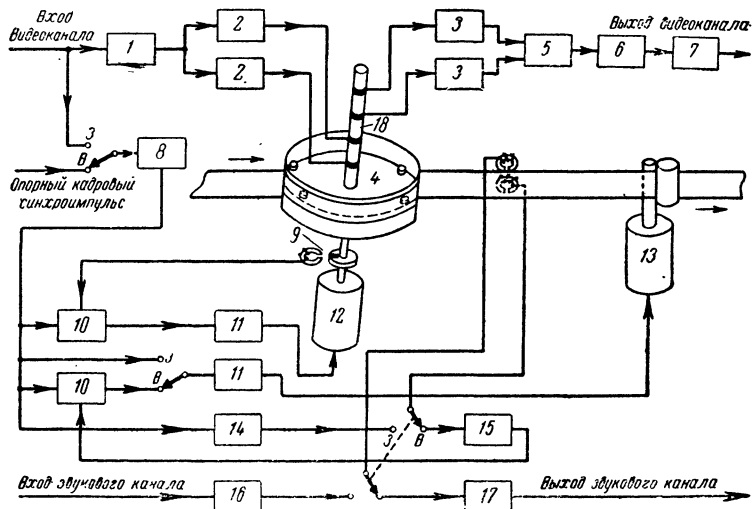 Вход
Видеоканала
1
2
2
3
3
5
6
7
Выход видеоканала
18
З
В
8
Опорный кадровый
синхроимпульс
4
9
10
11
12
13
З
В
10
11
14
З
В
15
Вход звукового канала
16
17
Выход звукового канала